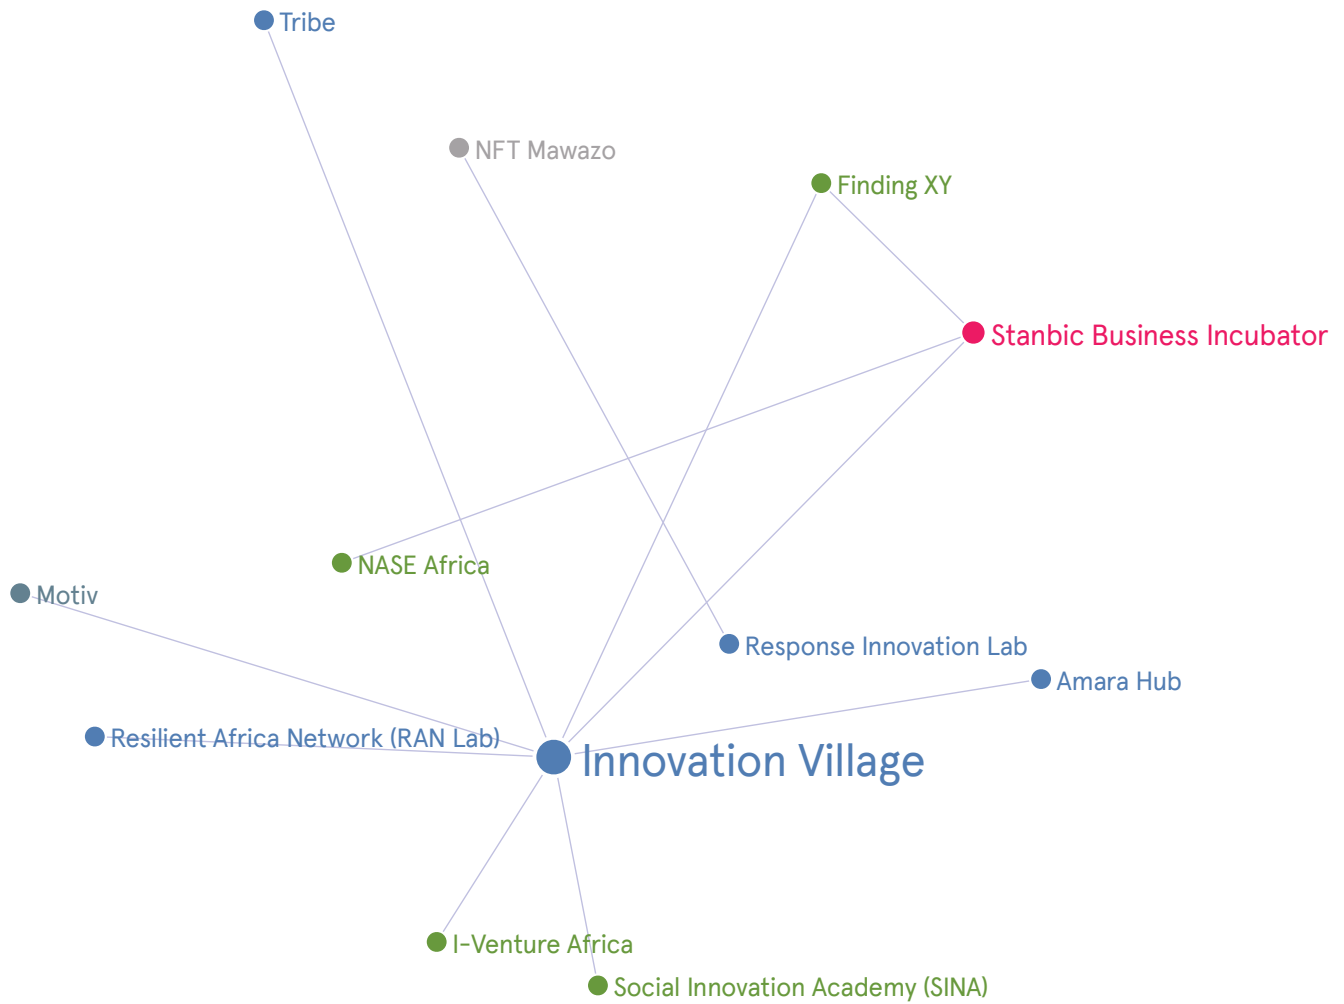 Tribe
NFT Mawazo
Finding XY
Stanbic Business Incubator
NASE Africa
Motiv
Response Innovation Lab
Amara Hub
Resilient Africa Network (RAN Lab)
Innovation Village
I-Venture Africa
Social Innovation Academy (SINA)